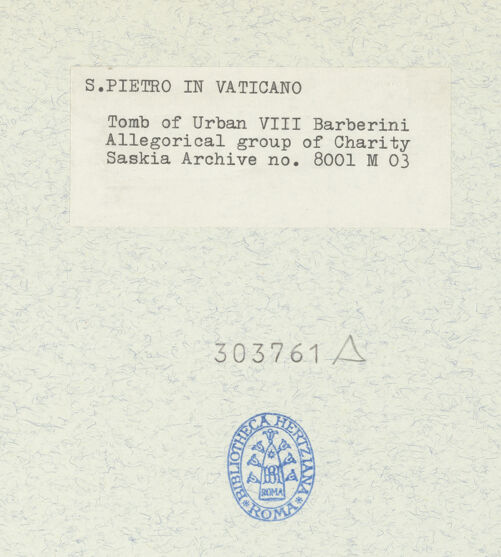 S.PIETRO IN VATICANO
Tomb of Urban VIII Barberini
Allegorical group of Charity
Saskia Archive no. 8001 M 03
303761
BIBLIOTHECA HERTZIANA
ROMA
* ROMA *